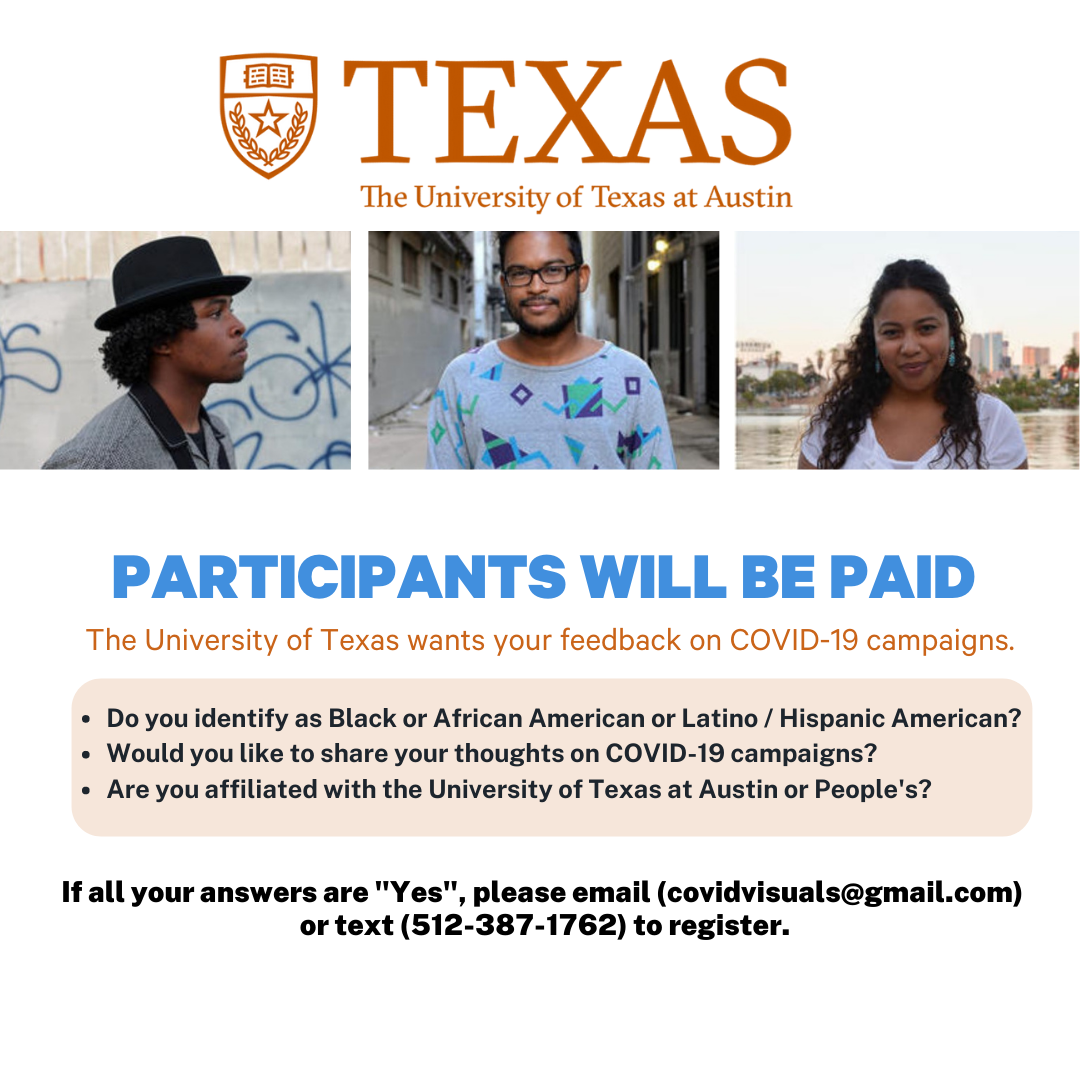 TEXAS
The University of Texas at Austin
PARTICIPANTS WILL BE PAID
The University of Texas wants your feedback on COVID-19 campaigns.
• Do you identify as Black or African American or Latino / Hispanic American?
• Would you like to share your thoughts on COVID-19 campaigns?
• Are you affiliated with the University of Texas at Austin or People's?
If all your answers are "Yes", please email (covidvisuals@gmail.com)
or text (512-387-1762) to register.